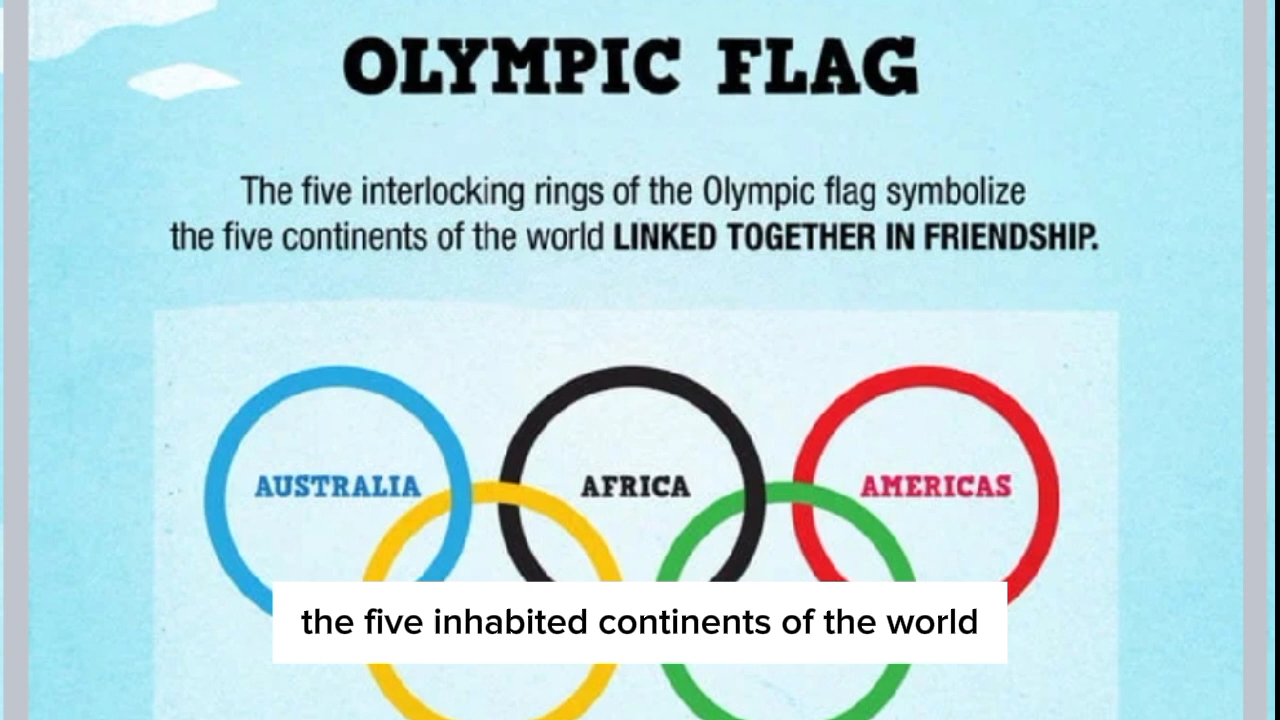 OLYMPIC FLAG
The five interlocking rings of the Olympic flag symbolize
the five continents of the world LINKED TOGETHER IN FRIENDSHIP.
AUSTRALIA
AFRICA
AMERICAS
the five inhabited continents of the world